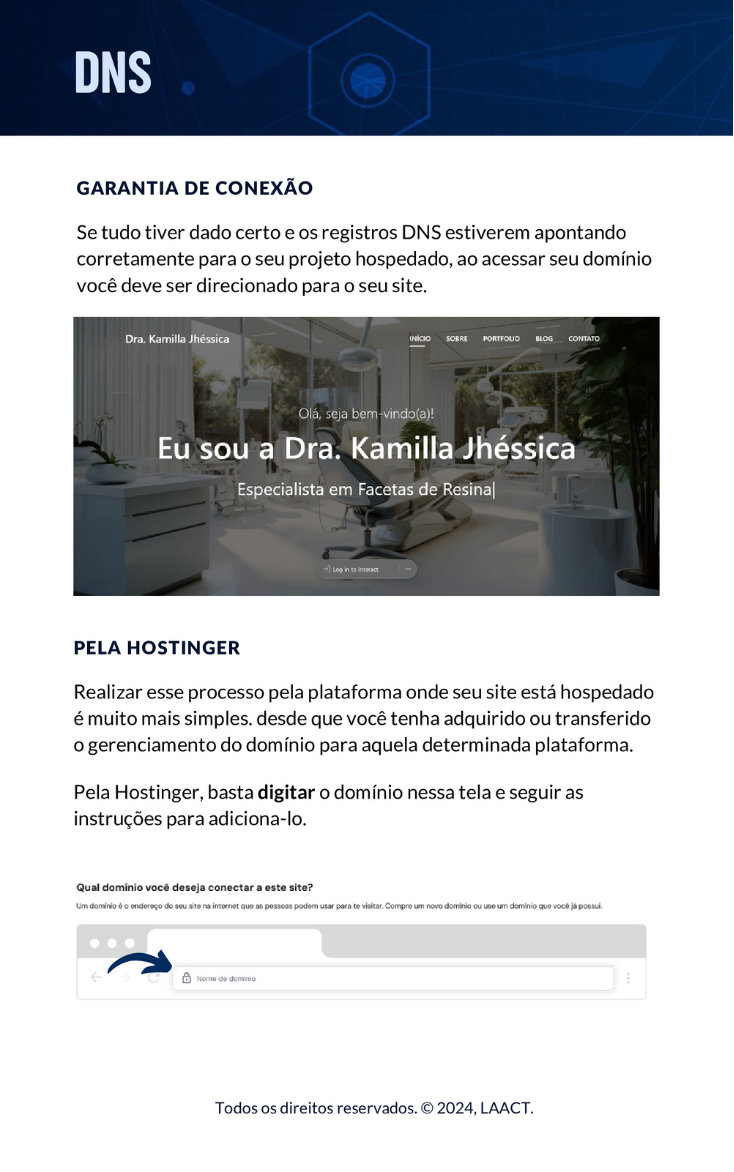 DNS
GARANTIA DE CONEXÃO
Se tudo tiver dado certo e os registros DNS estiverem apontando
corretamente para o seu projeto hospedado, ao acessar seu domínio
você deve ser direcionado para o seu site.
Dra. Kamilla Jhéssica
INÍCIO SOBRE PORTFOLIO BLOG CONTATO
Olá, seja bem-vindo(a)!
Eu sou a Dra. Kamilla Jhéssica
Especialista em Facetas de Resina|
Log in to interact
PELA HOSTINGER
Realizar esse processo pela plataforma onde seu site está hospedado
é muito mais simples. desde que você tenha adquirido ou transferido
o gerenciamento do domínio para aquela determinada plataforma.
Pela Hostinger, basta digitar o domínio nessa tela e seguir as
instruções para adiciona-lo.
Qual domínio você deseja conectar a este site?
Um domínio é o endereço do seu site na internet que as pessoas podem usar para te visitar. Compre um novo domínio ou use um domínio que você já possui.
Nome de domínio
Todos os direitos reservados. © 2024, LAACT.